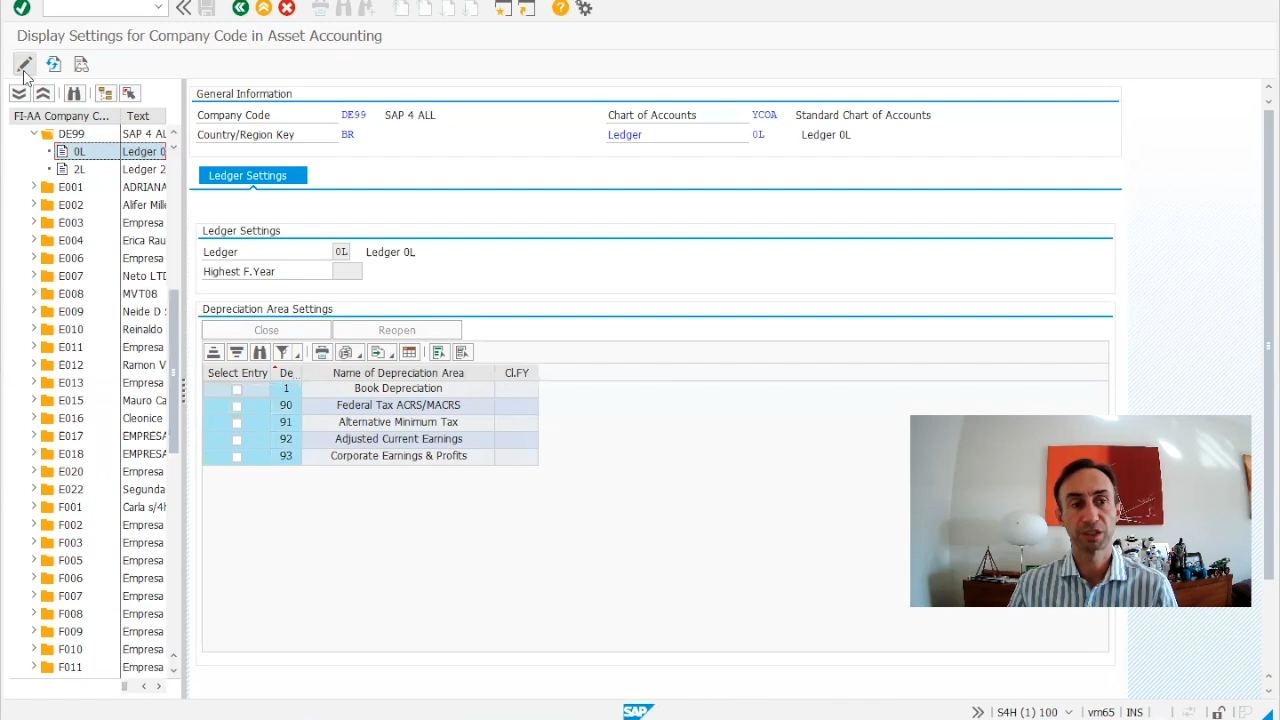 Display Settings for Company Code in Asset Accounting
FI-AA Company C... Text
DE99 SAP 4 AL
0L Ledger 0
2L Ledger 2
E001 ADRIANA
E002 Alifer Mill
E003 Empresa
E004 Erica Rau
E006 Empresa
E007 Neto LTD
E008 MVT08
E009 Neide D S
E010 Reinaldo
E011 Empresa
E012 Ramon V
E013 Empresa
E015 Mauro Ca
E016 Cleonice
E017 EMPRESA
E018 EMPRESA
E020 Empresa
E022 Segunda
F001 Carla s/4h
F002 Empresa
F003 Empresa
F005 Empresa
F006 Empresa
F007 Empresa
F008 Empresa
F009 Empresa
F010 Empresa
F011 Empresa
General Information
Company Code DE99 SAP 4 ALL Chart of Accounts YCOA Standard Chart of Accounts
Country/Region Key BR Ledger 0L Ledger 0L
Ledger Settings
Ledger Settings
Ledger 0L Ledger 0L
Highest F.Year
Depreciation Area Settings
Close Reopen
Select Entry De... Name of Depreciation Area Cl.FY
1 Book Depreciation
90 Federal Tax ACRS/MACRS
91 Alternative Minimum Tax
92 Adjusted Current Earnings
93 Corporate Earnings & Profits
SAP S4H (1) 100 vm65 INS